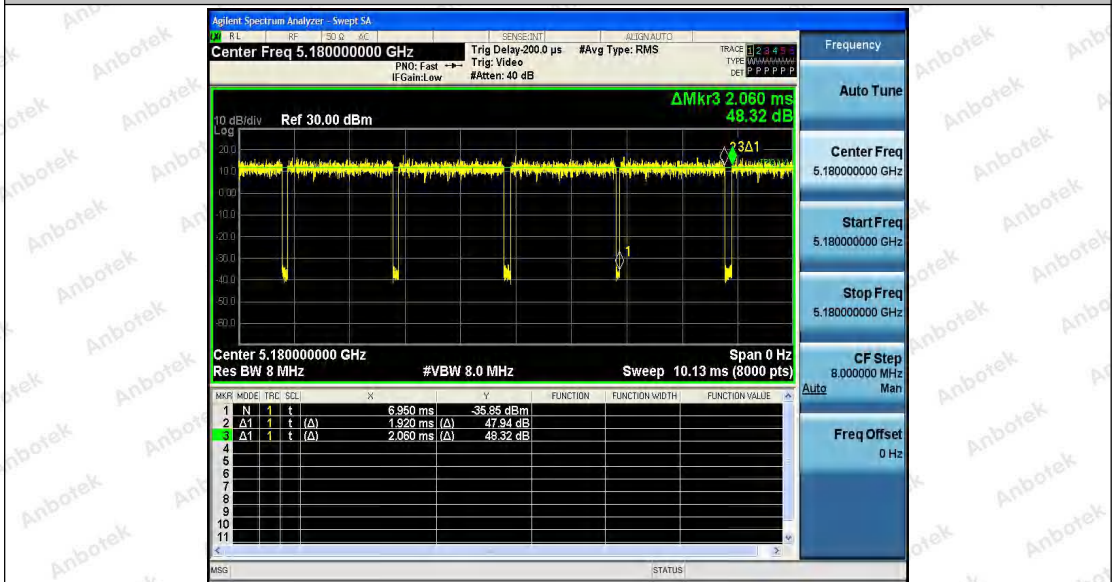 Agilent Spectrum Analyzer - Swept SA
RL RF 50 Ω AC SENSE:INT ALIGN AUTO
Center Freq 5.180000000 GHz
PNO: Fast
IFGain:Low
Trig Delay-200.0 µs
Trig: Video
#Atten: 40 dB
#Avg Type: RMS
TRACE 1 2 3 4 5 6
TYPE
DET P P P P P P
ΔMkr3 2.060 ms
48.32 dB
10 dB/div Ref 30.00 dBm
Log
20.0
10.0
0.00
-10.0
-20.0
-30.0
-40.0
-50.0
-60.0
2 3Δ1
1
Center 5.180000000 GHz Span 0 Hz
Res BW 8 MHz #VBW 8.0 MHz Sweep 10.13 ms (8000 pts)
MKR MODE TRC SCL X Y FUNCTION FUNCTION WIDTH FUNCTION VALUE
1 N 1 t 6.950 ms -35.85 dBm
2 Δ1 1 t (Δ) 1.920 ms (Δ) 47.94 dB
3 Δ1 1 t (Δ) 2.060 ms (Δ) 48.32 dB
4
5
6
7
8
9
10
11
MSG STATUS
Frequency
Auto Tune
Center Freq
5.180000000 GHz
Start Freq
5.180000000 GHz
Stop Freq
5.180000000 GHz
CF Step
8.000000 MHz
Auto Man
Freq Offset
0 Hz
Anbotek